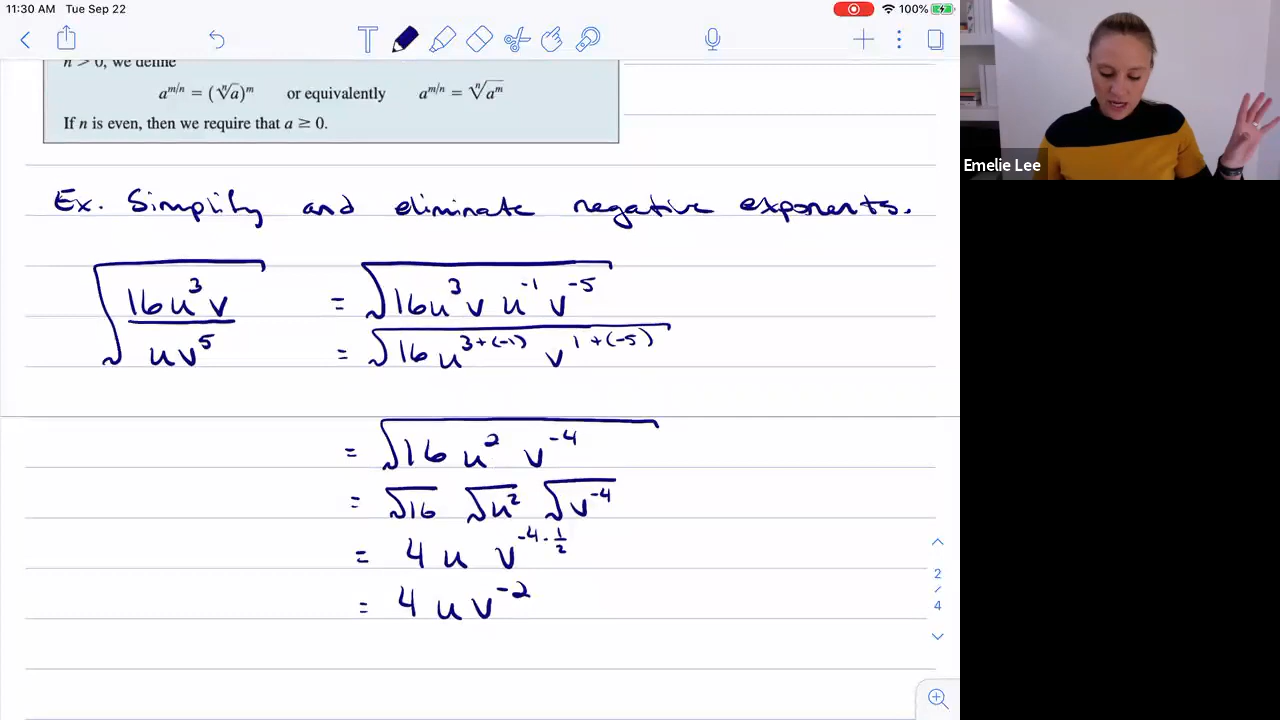 11:30 AM Tue Sep 22
100%
n > 0, we define
a^{m/n} = (ⁿ√a)^m or equivalently a^{m/n} = ⁿ√(a^m)
If n is even, then we require that a ≥ 0.
Emelie Lee
Ex. Simplify and eliminate negative exponents.
√(16u³v / uv⁵) = √(16u³v u⁻¹ v⁻⁵)
= √(16u^{3+(-1)} v^{1+(-5)})
= √(16 u² v⁻⁴)
= √16 √u² √v⁻⁴
= 4 u v^{-4·1/2}
= 4 u v⁻²
2
/
4